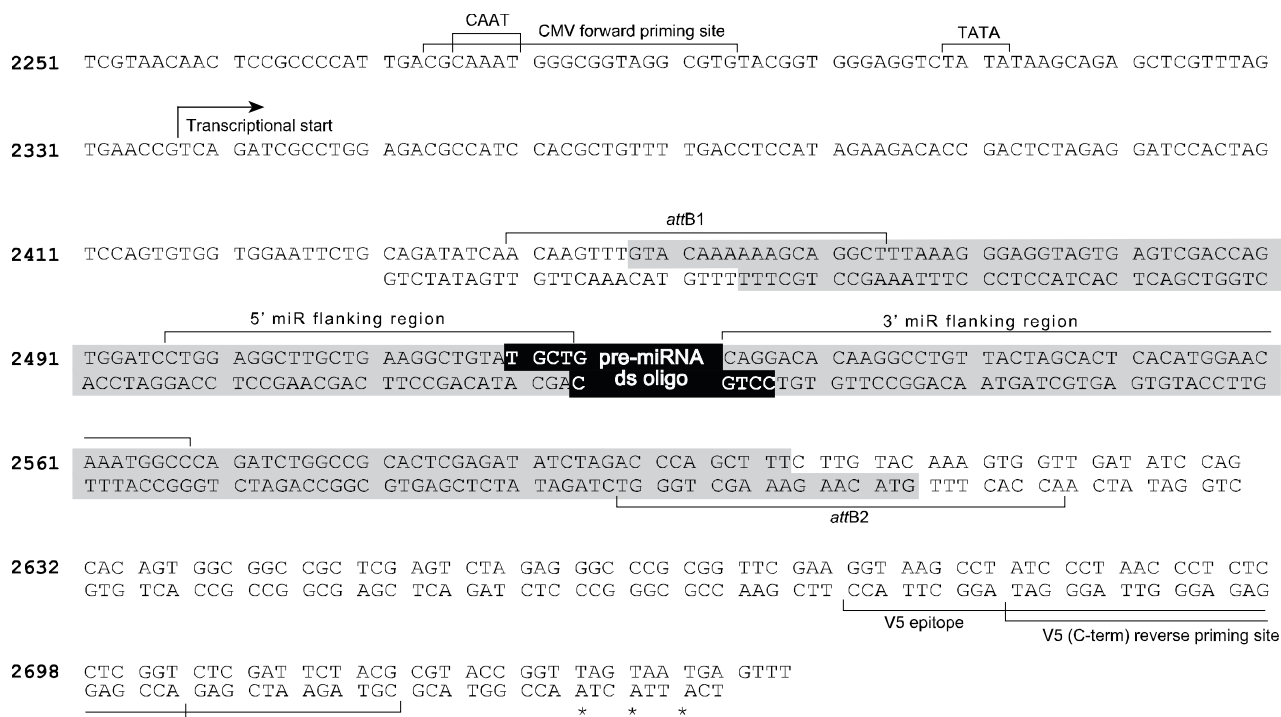 CAAT
CMV forward priming site
TATA
2251 TCGTAACAAC TCCGCCCCAT TGACGCAAAT GGGCGGTAGG CGTGTACGGT GGGAGGTCTA TATAAGCAGA GCTCGTTTAG
Transcriptional start
2331 TGAACCGTCA GATCGCCTGG AGACGCCATC CACGCTGTTT TGACCTCCAT AGAAGACACC GACTCTAGAG GATCCACTAG
attB1
2411 TCCAGTGTGG TGGAATTCTG CAGATATCAA CAAGTTTGTA CAAAAAAGCA GGCTTTAAAG GGAGGTAGTG AGTCGACCAG
GTCTATAGTT GTTCAAACAT GTTTTTTCGT CCGAAATTTC CCTCCATCAC TCAGCTGGTC
5' miR flanking region
3' miR flanking region
2491 TGGATCCTGG AGGCTTGCTG AAGGCTGTAT GCTG pre-miRNA CAGGACA CAAGGCCTGT TACTAGCACT CACATGGAAC
ACCTAGGACC TCCGAACGAC TTCCGACATA CGAC ds oligo GTCCTGT GTTCCGGACA ATGATCGTGA GTGTACCTTG
2561 AAATGGCCCA GATCTGGCCG CACTCGAGAT ATCTAGACCC AGCTTTC TTG TAC AAA GTG GTT GAT ATC CAG
TTTACCGGGT CTAGACCGGC GTGAGCTCTA TAGATCTGGG TCGAAAG AAC ATG TTT CAC CAA CTA TAG GTC
attB2
2632 CAC AGT GGC GGC CGC TCG AGT CTA GAG GGC CCG CGG TTC GAA GGT AAG CCT ATC CCT AAC CCT CTC
GTG TCA CCG CCG GCG AGC TCA GAT CTC CCG GGC GCC AAG CTT CCA TTC GGA TAG GGA TTG GGA GAG
V5 epitope
V5 (C-term) reverse priming site
2698 CTC GGT CTC GAT TCT ACG CGT ACC GGT TAG TAA TGA GTTT
GAG CCA GAG CTA AGA TGC GCA TGG CCA ATC ATT ACT
* * *